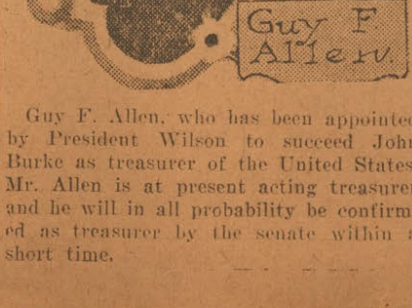 Guy F.
Allen.
Guy F. Allen, who has been appointed
by President Wilson to succeed John
Burke as treasurer of the United States
Mr. Allen is at present acting treasurer
and he will in all probability be confirm-
ed as treasurer by the senate within a
short time.